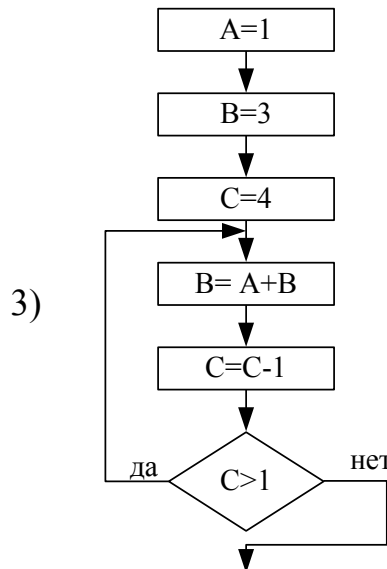 A=1
B=3
C=4
3)
B= A+B
C=C-1
да
C>1
нет